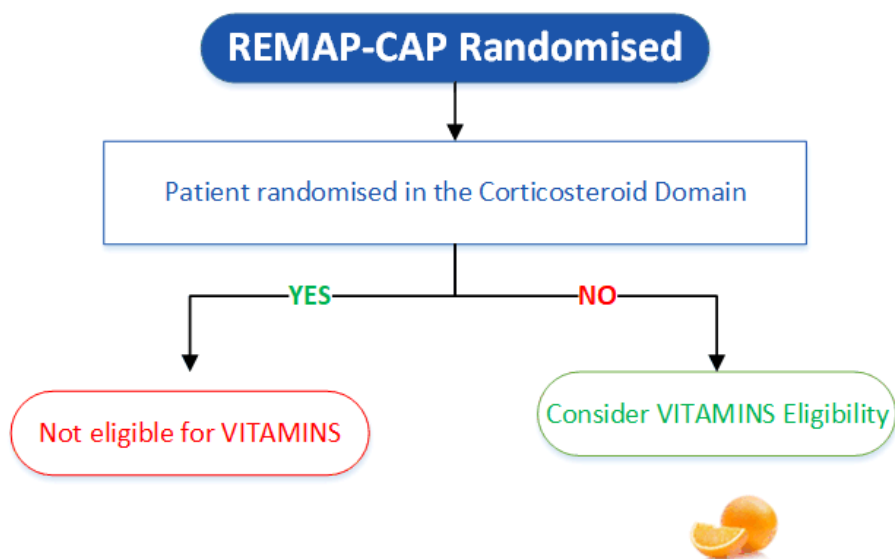 REMAP-CAP Randomised
Patient randomised in the Corticosteroid Domain
YES
NO
Not eligible for VITAMINS
Consider VITAMINS Eligibility